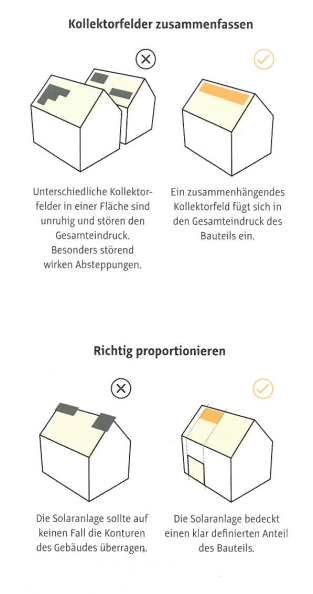 Kollektorfelder zusammenfassen
Unterschiedliche Kollektor-
felder in einer Fläche sind
unruhig und stören den
Gesamteindruck.
Besonders störend
wirken Absteppungen.
Ein zusammenhängendes
Kollektorfeld fügt sich in
den Gesamteindruck des
Bauteils ein.
Richtig proportionieren
Die Solaranlage sollte auf
keinen Fall die Konturen
des Gebäudes überragen.
Die Solaranlage bedeckt
einen klar definierten Anteil
des Bauteils.